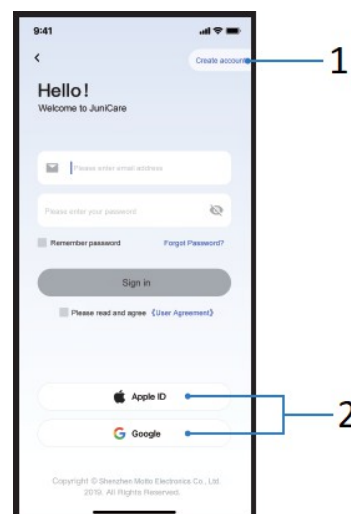 9:41
Create account
1
Hello!
Welcome to JuniCare
Please enter email address
Please enter your password
Remember password Forgot Password?
Sign in
Please read and agree 《User Agreement》
Apple ID
2
Google
Copyright © Shenzhen Motto Electronics Co., Ltd.
2019. All Rights Reserved.